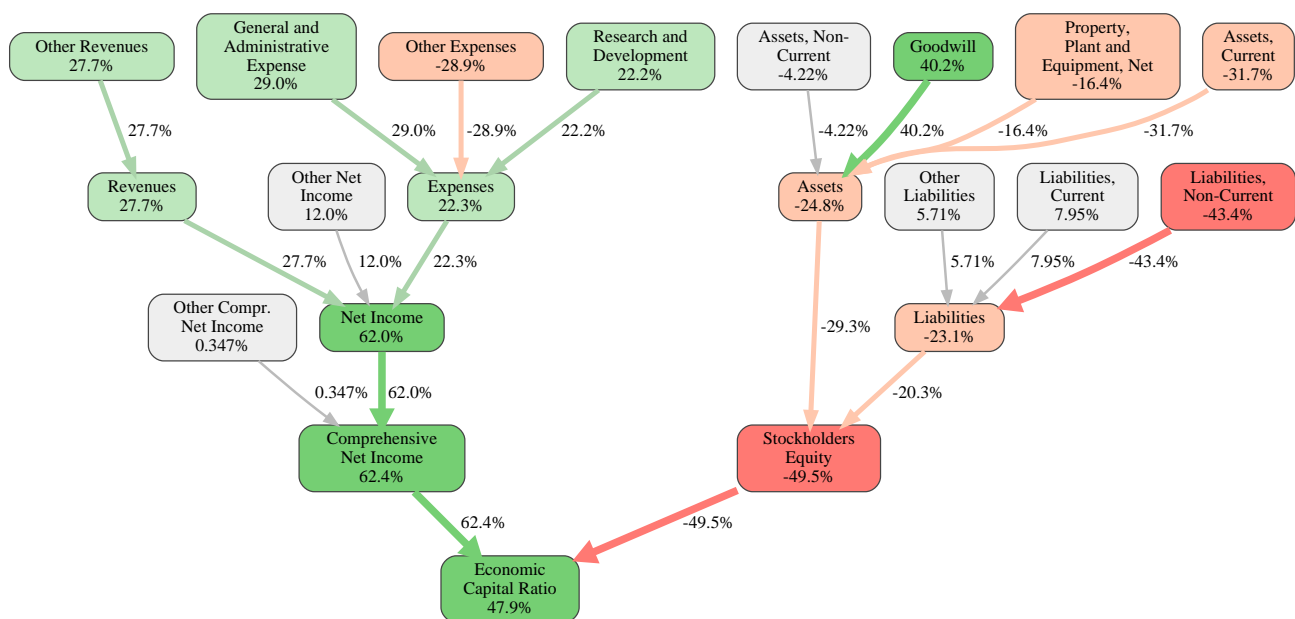 Other Revenues
27.7%
General and
Administrative
Expense
29.0%
Other Expenses
-28.9%
Research and
Development
22.2%
Assets, Non-
Current
-4.22%
Goodwill
40.2%
Property,
Plant and
Equipment, Net
-16.4%
Assets,
Current
-31.7%
27.7%
29.0%
-28.9%
22.2%
-4.22%
40.2%
-16.4%
-31.7%
Revenues
27.7%
Other Net
Income
12.0%
Expenses
22.3%
Assets
-24.8%
Other
Liabilities
5.71%
Liabilities,
Current
7.95%
Liabilities,
Non-Current
-43.4%
27.7%
12.0%
22.3%
5.71%
7.95%
-43.4%
Other Compr.
Net Income
0.347%
Net Income
62.0%
-29.3%
Liabilities
-23.1%
0.347%
62.0%
-20.3%
Comprehensive
Net Income
62.4%
Stockholders
Equity
-49.5%
62.4%
-49.5%
Economic
Capital Ratio
47.9%